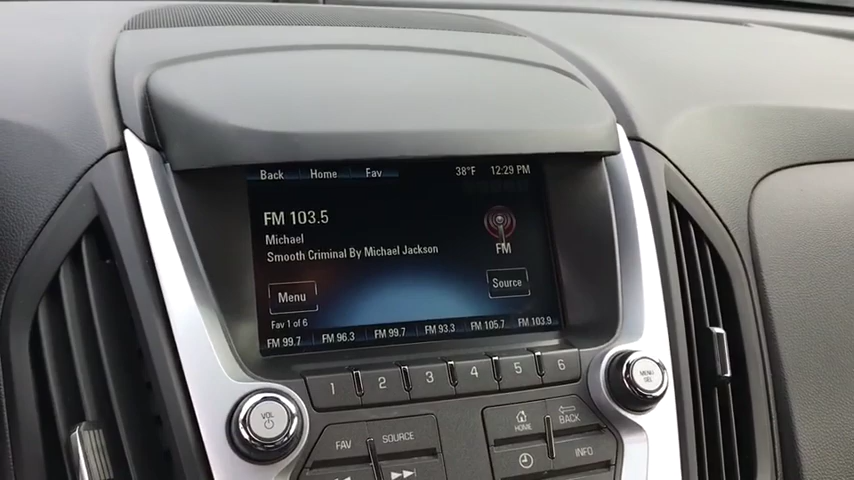 Back Home Fav 38°F 12:29 PM
FM 103.5
Michael
Smooth Criminal By Michael Jackson
FM
Menu
Source
Fav 1 of 6
FM 99.7 FM 96.3 FM 99.7 FM 93.3 FM 105.7 FM 103.9
1 2 3 4 5 6
VOL
MENU
SEL
FAV SOURCE
HOME BACK
INFO